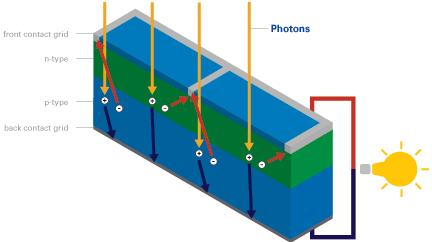 Photons
front contact grid
n-type
p-type
back contact grid